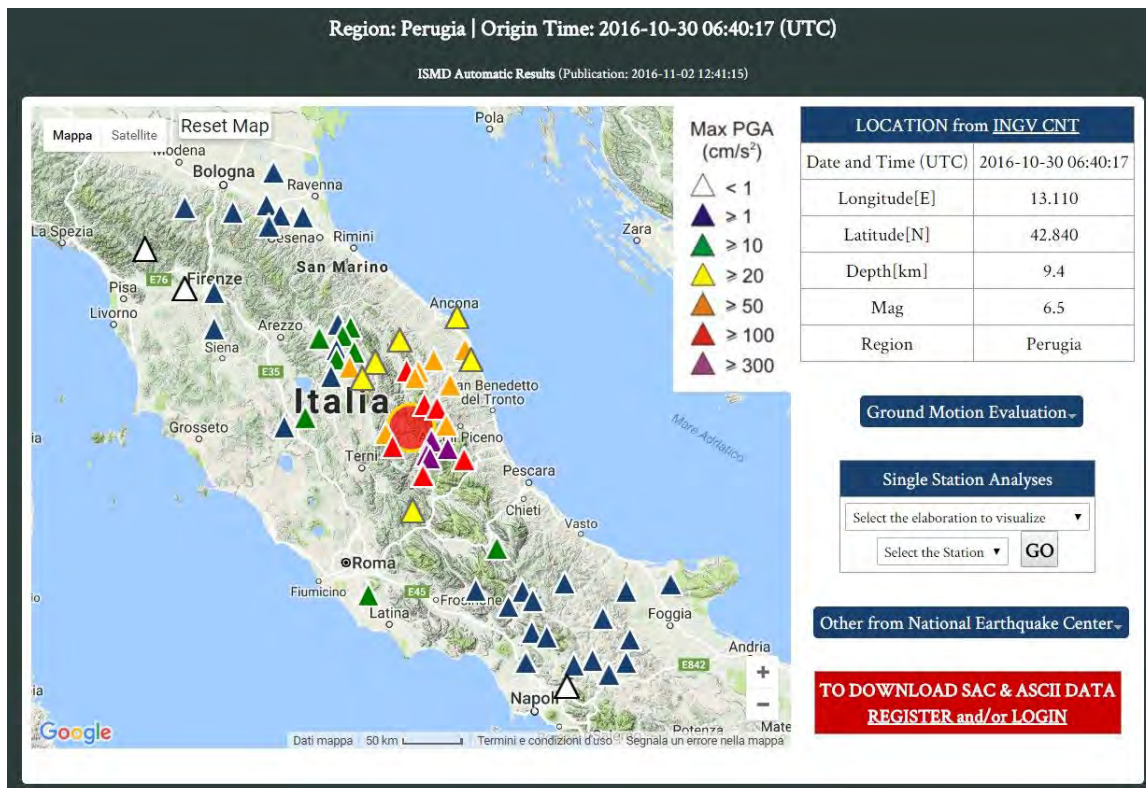 Region: Perugia | Origin Time: 2016-10-30 06:40:17 (UTC)
ISMD Automatic Results (Publication: 2016-11-02 12:41:15)
Mappa Satellite
Reset Map
Pola
Modena
Bologna
Ravenna
La Spezia
Cesena
Rimini
Zara
San Marino
E76
Firenze
Pisa
Livorno
Ancona
Arezzo
Siena
E35
San Benedetto
del Tronto
Italia
Grosseto
Mare Adriatico
Terni
Pescara
Chieti
Vasto
Roma
Fiumicino
E45
Latina
Foggia
Andria
E842
Napoli
Potenza
Mate
+
−
Google
Dati mappa 50 km Termini e condizioni d'uso Segnala un errore nella mappa
Max PGA
(cm/s²)
< 1
≥ 1
≥ 10
≥ 20
≥ 50
≥ 100
≥ 300
LOCATION from INGV CNT
Date and Time (UTC) 2016-10-30 06:40:17
Longitude[E] 13.110
Latitude[N] 42.840
Depth[km] 9.4
Mag 6.5
Region Perugia
Ground Motion Evaluation
Single Station Analyses
Select the elaboration to visualize
Select the Station GO
Other from National Earthquake Center
TO DOWNLOAD SAC & ASCII DATA
REGISTER and/or LOGIN